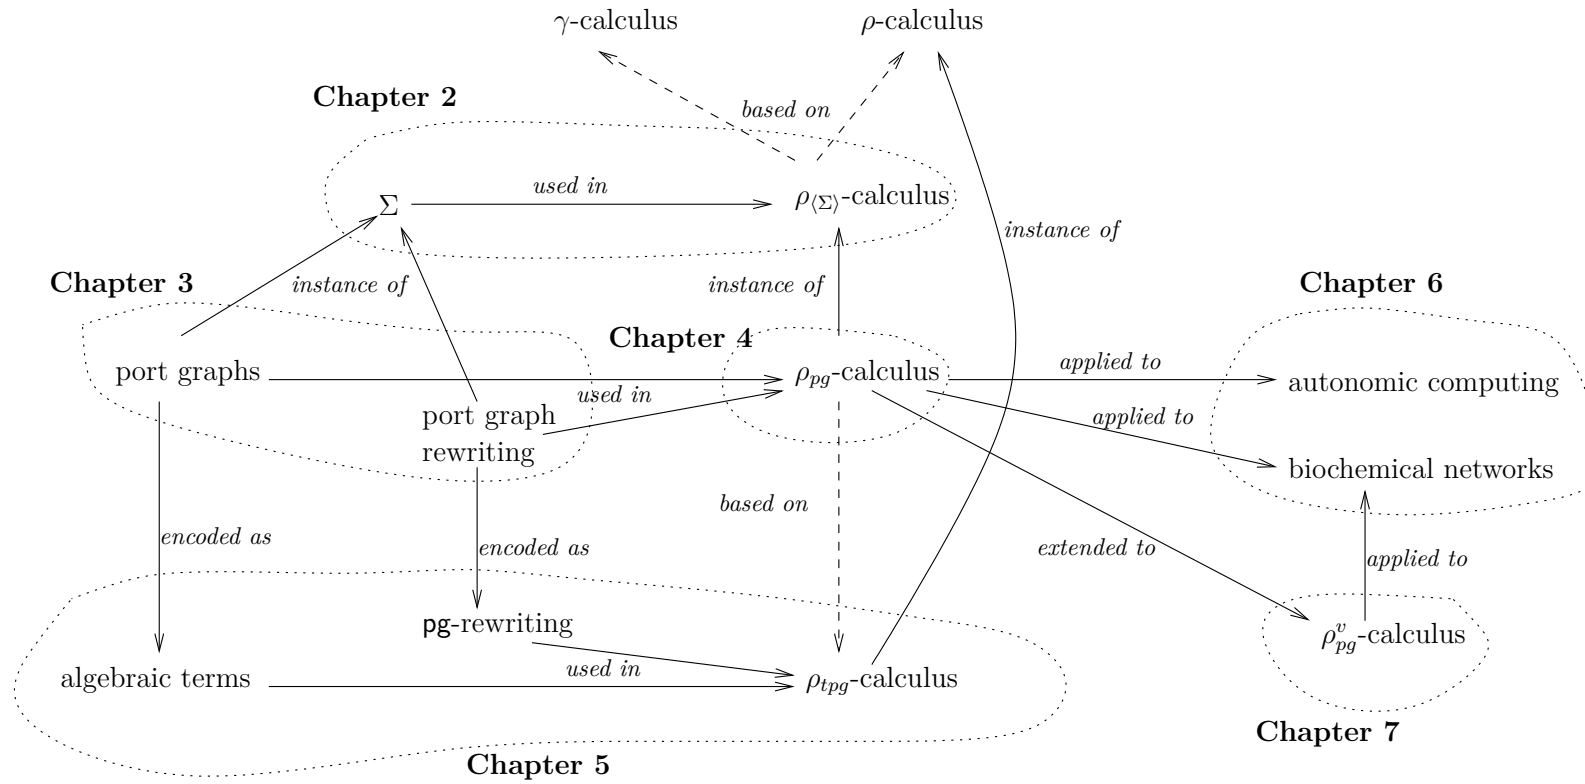 γ-calculus
ρ-calculus
Chapter 2
based on
used in
Σ
ρ⟨Σ⟩-calculus
instance of
Chapter 3
instance of
instance of
Chapter 6
Chapter 4
port graphs
ρpg-calculus
applied to
autonomic computing
used in
port graph
rewriting
applied to
biochemical networks
based on
encoded as
encoded as
extended to
applied to
pg-rewriting
ρᵛpg-calculus
used in
algebraic terms
ρtpg-calculus
Chapter 7
Chapter 5